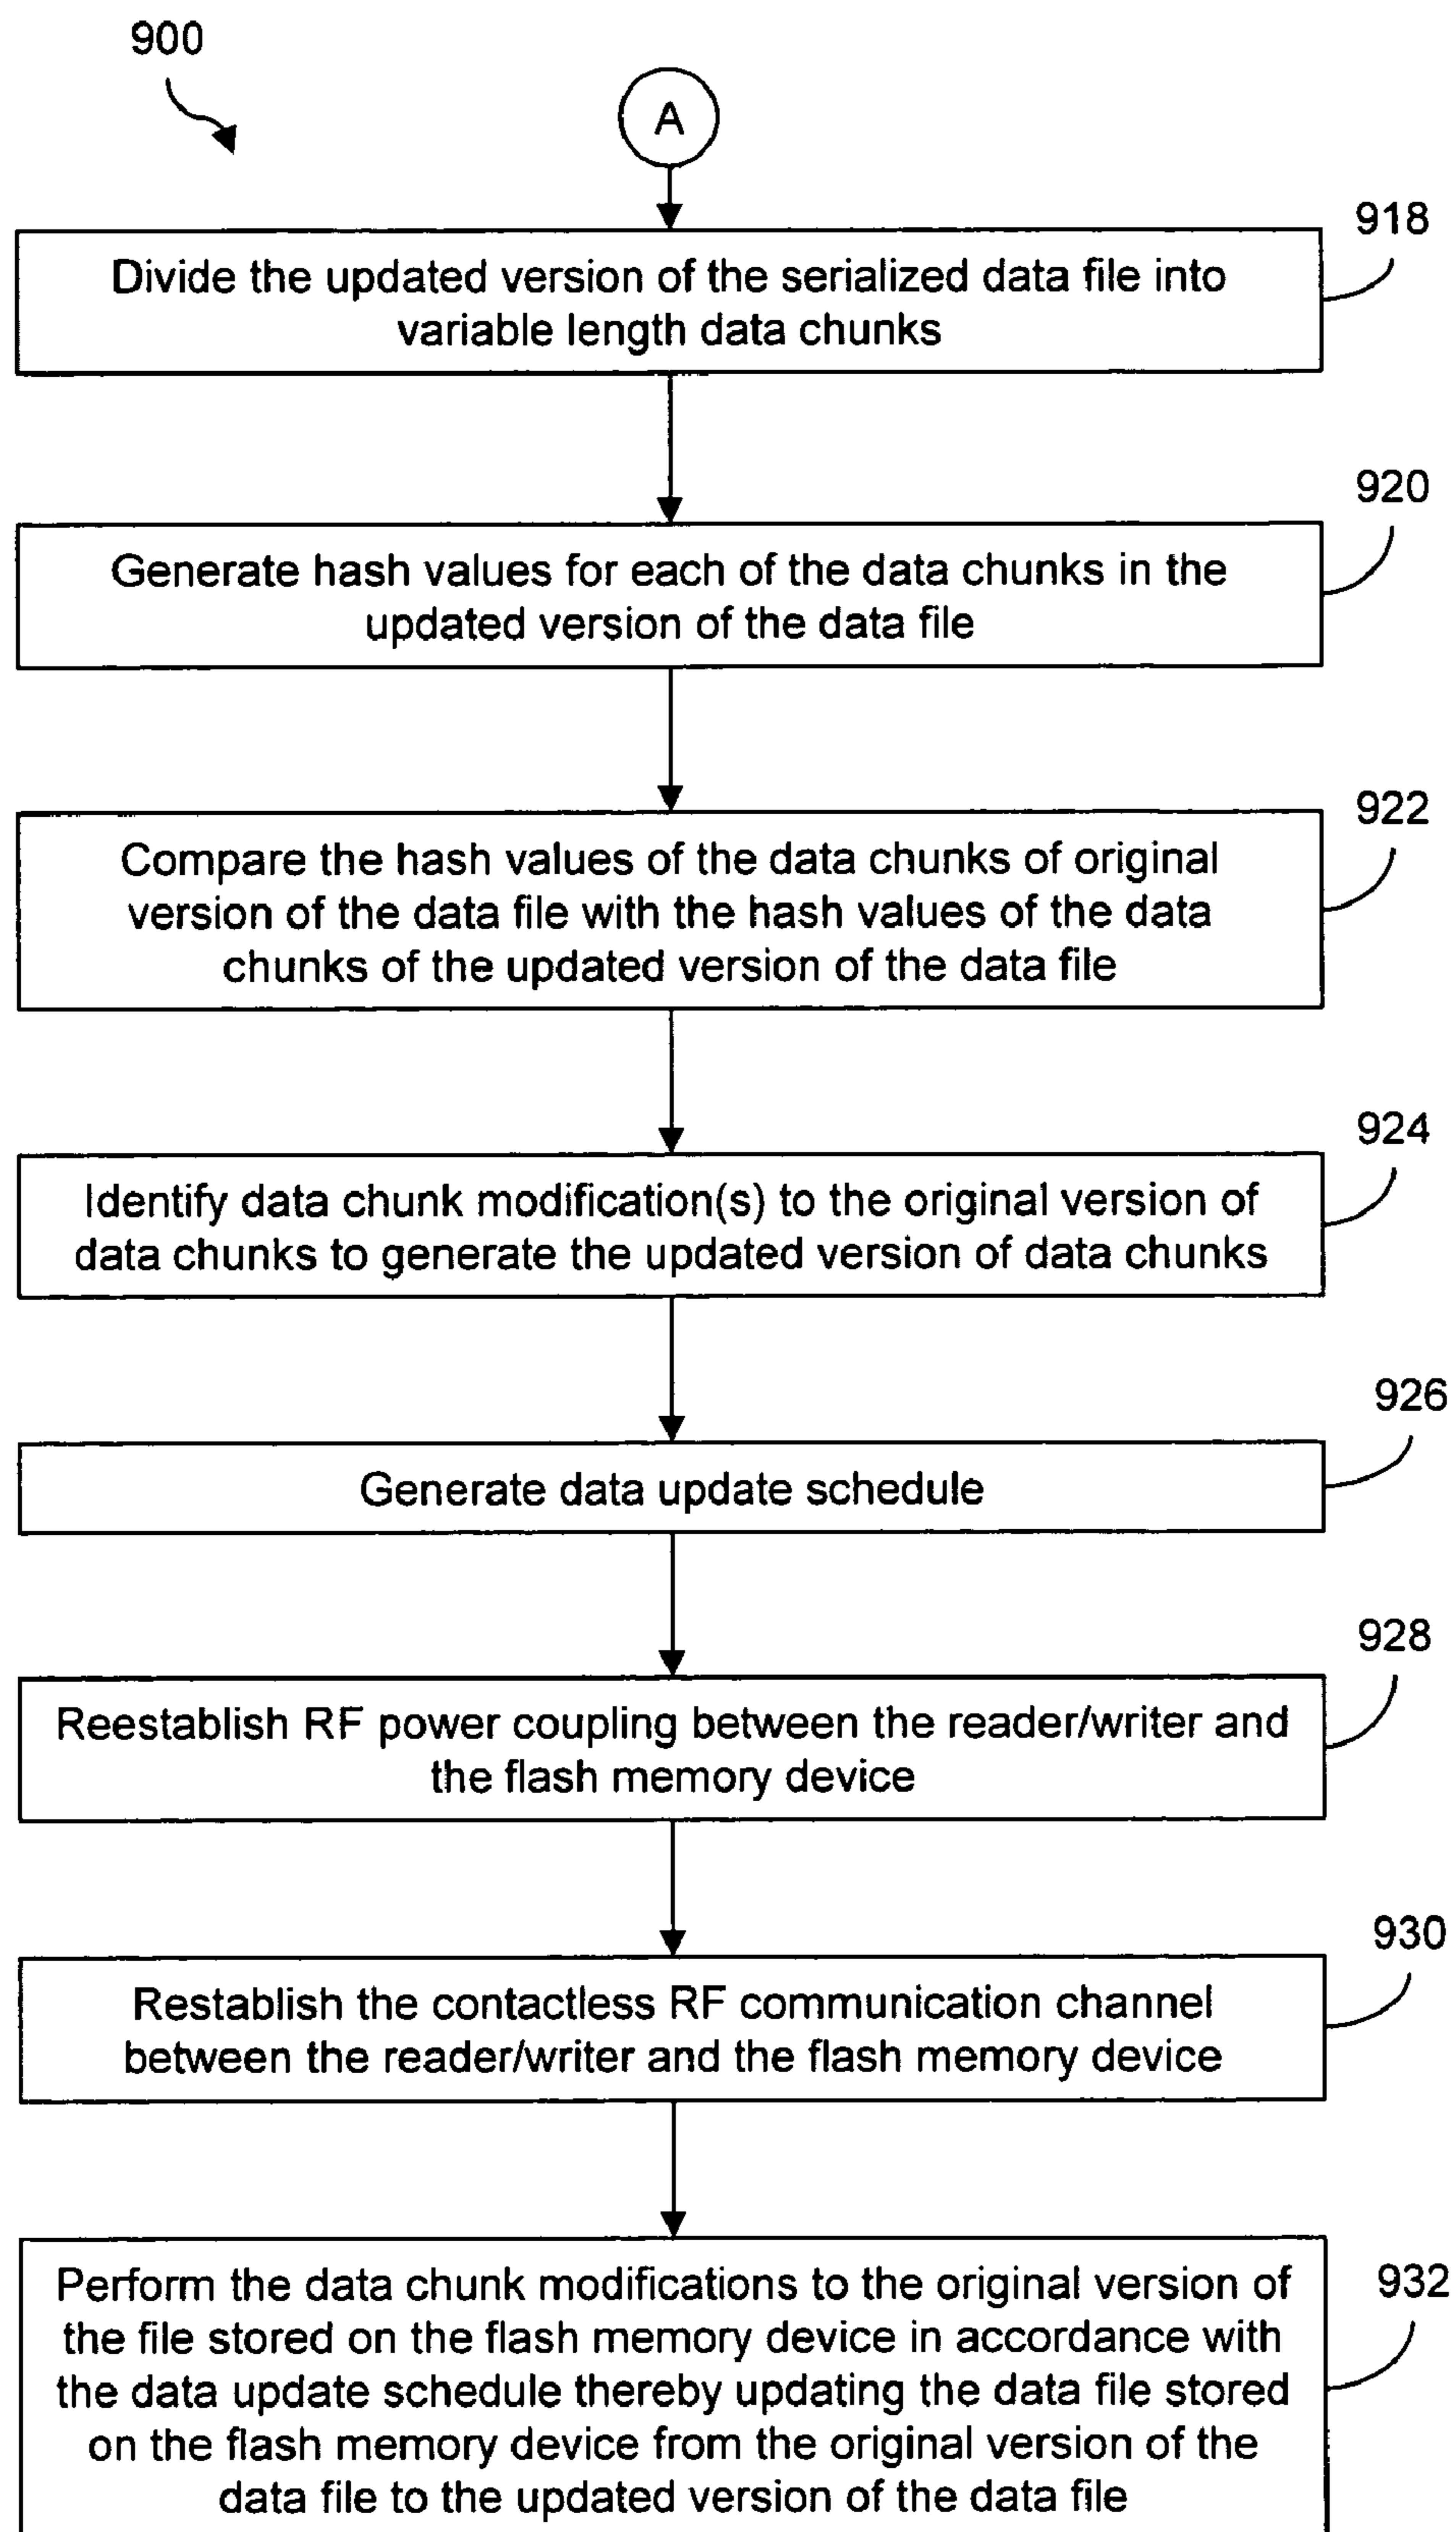 900
A
918
Divide the updated version of the serialized data file into
variable length data chunks
920
Generate hash values for each of the data chunks in the
updated version of the data file
922
Compare the hash values of the data chunks of original
version of the data file with the hash values of the data
chunks of the updated version of the data file
924
Identify data chunk modification(s) to the original version of
data chunks to generate the updated version of data chunks
926
Generate data update schedule
928
Reestablish RF power coupling between the reader/writer and
the flash memory device
930
Restablish the contactless RF communication channel
between the reader/writer and the flash memory device
932
Perform the data chunk modifications to the original version of
the file stored on the flash memory device in accordance with
the data update schedule thereby updating the data file stored
on the flash memory device from the original version of the
data file to the updated version of the data file